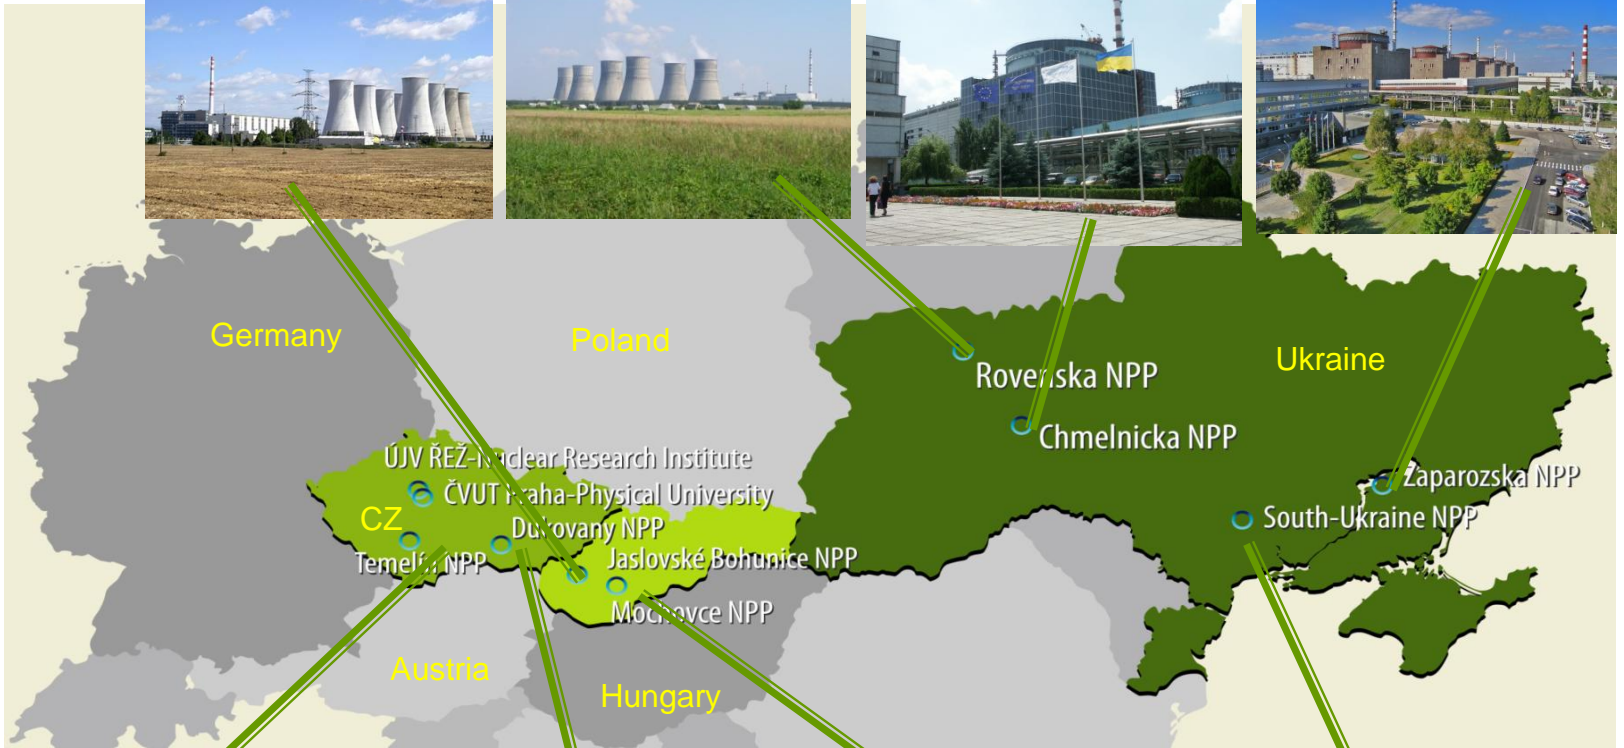 Germany
Poland
Ukraine
Rovenska NPP
Chmelnicka NPP
Zaparozska NPP
South-Ukraine NPP
ÚJV ŘEŽ-Nuclear Research Institute
ČVUT Praha-Physical University
CZ
Dukovany NPP
Temelín NPP
Jaslovské Bohunice NPP
Mochovce NPP
Austria
Hungary